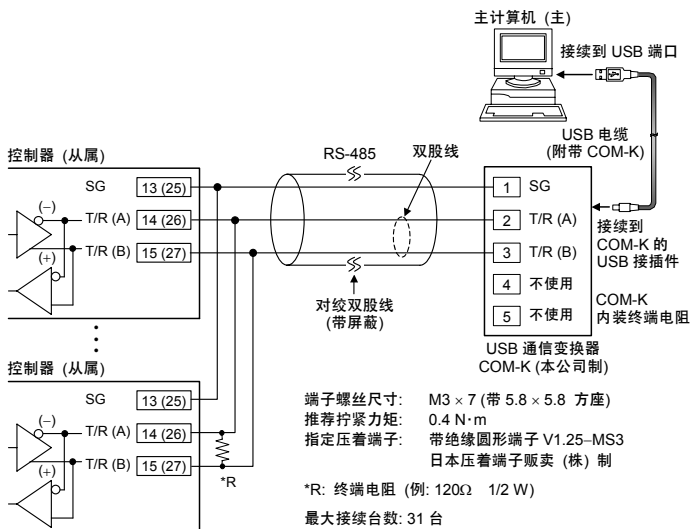 主计算机 (主)
接续到 USB 端口
USB 电缆
(附带 COM-K)
控制器 (从属)
RS-485
双股线
SG
13 (25)
(−)
T/R (A)
14 (26)
T/R (B)
15 (27)
(+)
1
SG
2
T/R (A)
3
T/R (B)
4
不使用
5
不使用
接续到
COM-K 的
USB 接插件
COM-K
内装终端电阻
对绞双股线
(带屏蔽)
USB 通信变换器
COM-K (本公司制)
控制器 (从属)
SG
13 (25)
(−)
T/R (A)
14 (26)
T/R (B)
15 (27)
(+)
*R
端子螺丝尺寸: M3 × 7 (带 5.8 × 5.8 方座)
推荐拧紧力矩: 0.4 N·m
指定压着端子: 带绝缘圆形端子 V1.25–MS3
日本压着端子贩卖 (株) 制
*R: 终端电阻 (例: 120Ω 1/2 W)
最大接续台数: 31 台